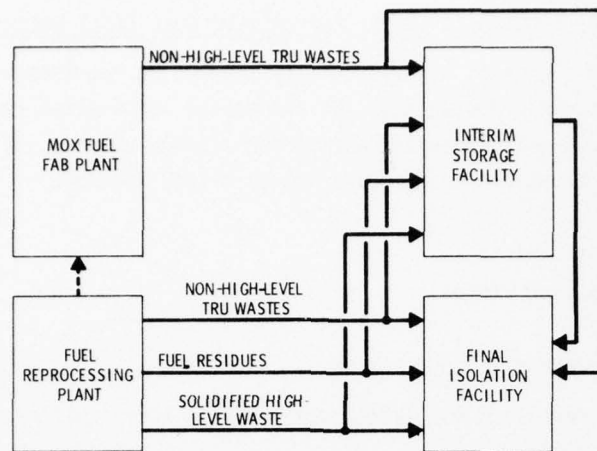 NON-HIGH-LEVEL TRU WASTES
MOX FUEL
FAB PLANT
INTERIM
STORAGE
FACILITY
NON-HIGH-LEVEL
TRU WASTES
FUEL
REPROCESSING
PLANT
FUEL RESIDUES
SOLIDIFIED HIGH-
LEVEL WASTE
FINAL
ISOLATION
FACILITY